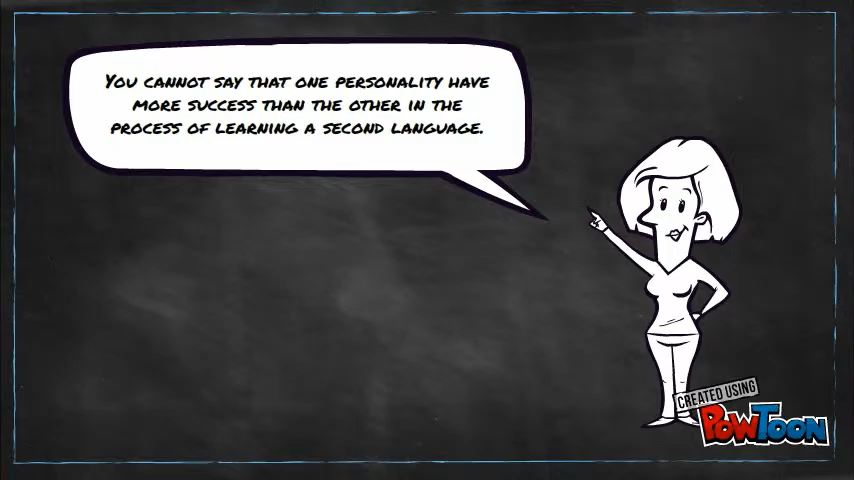 You cannot say that one personality have
more success than the other in the
process of learning a second language.
CREATED USING
POWTOON